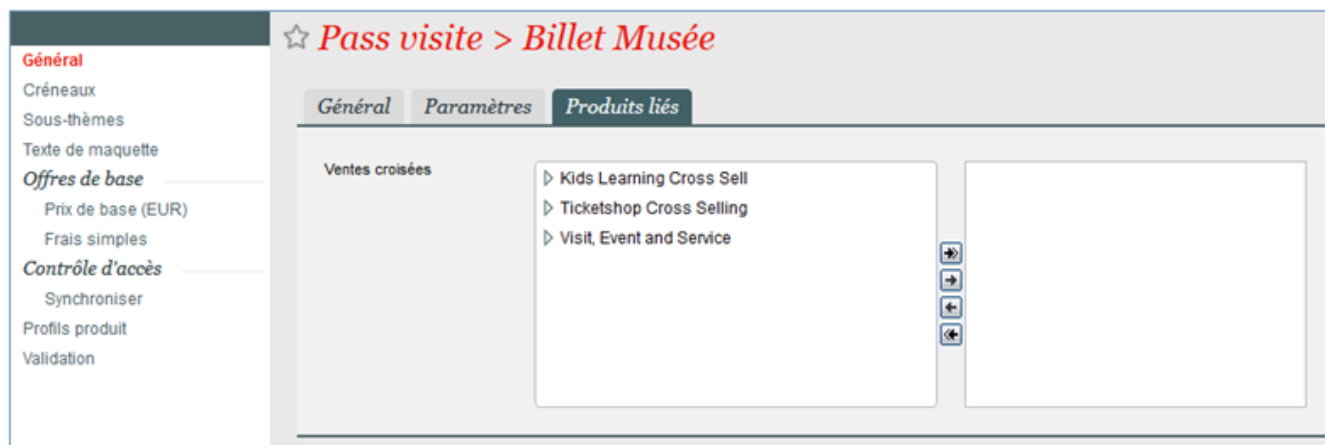 Pass visite > Billet Musée
Général
Créneaux
Sous-thèmes
Texte de maquette
Offres de base
Prix de base (EUR)
Frais simples
Contrôle d'accès
Synchroniser
Profils produit
Validation
Général Paramètres Produits liés
Ventes croisées
Kids Learning Cross Sell
Ticketshop Cross Selling
Visit, Event and Service